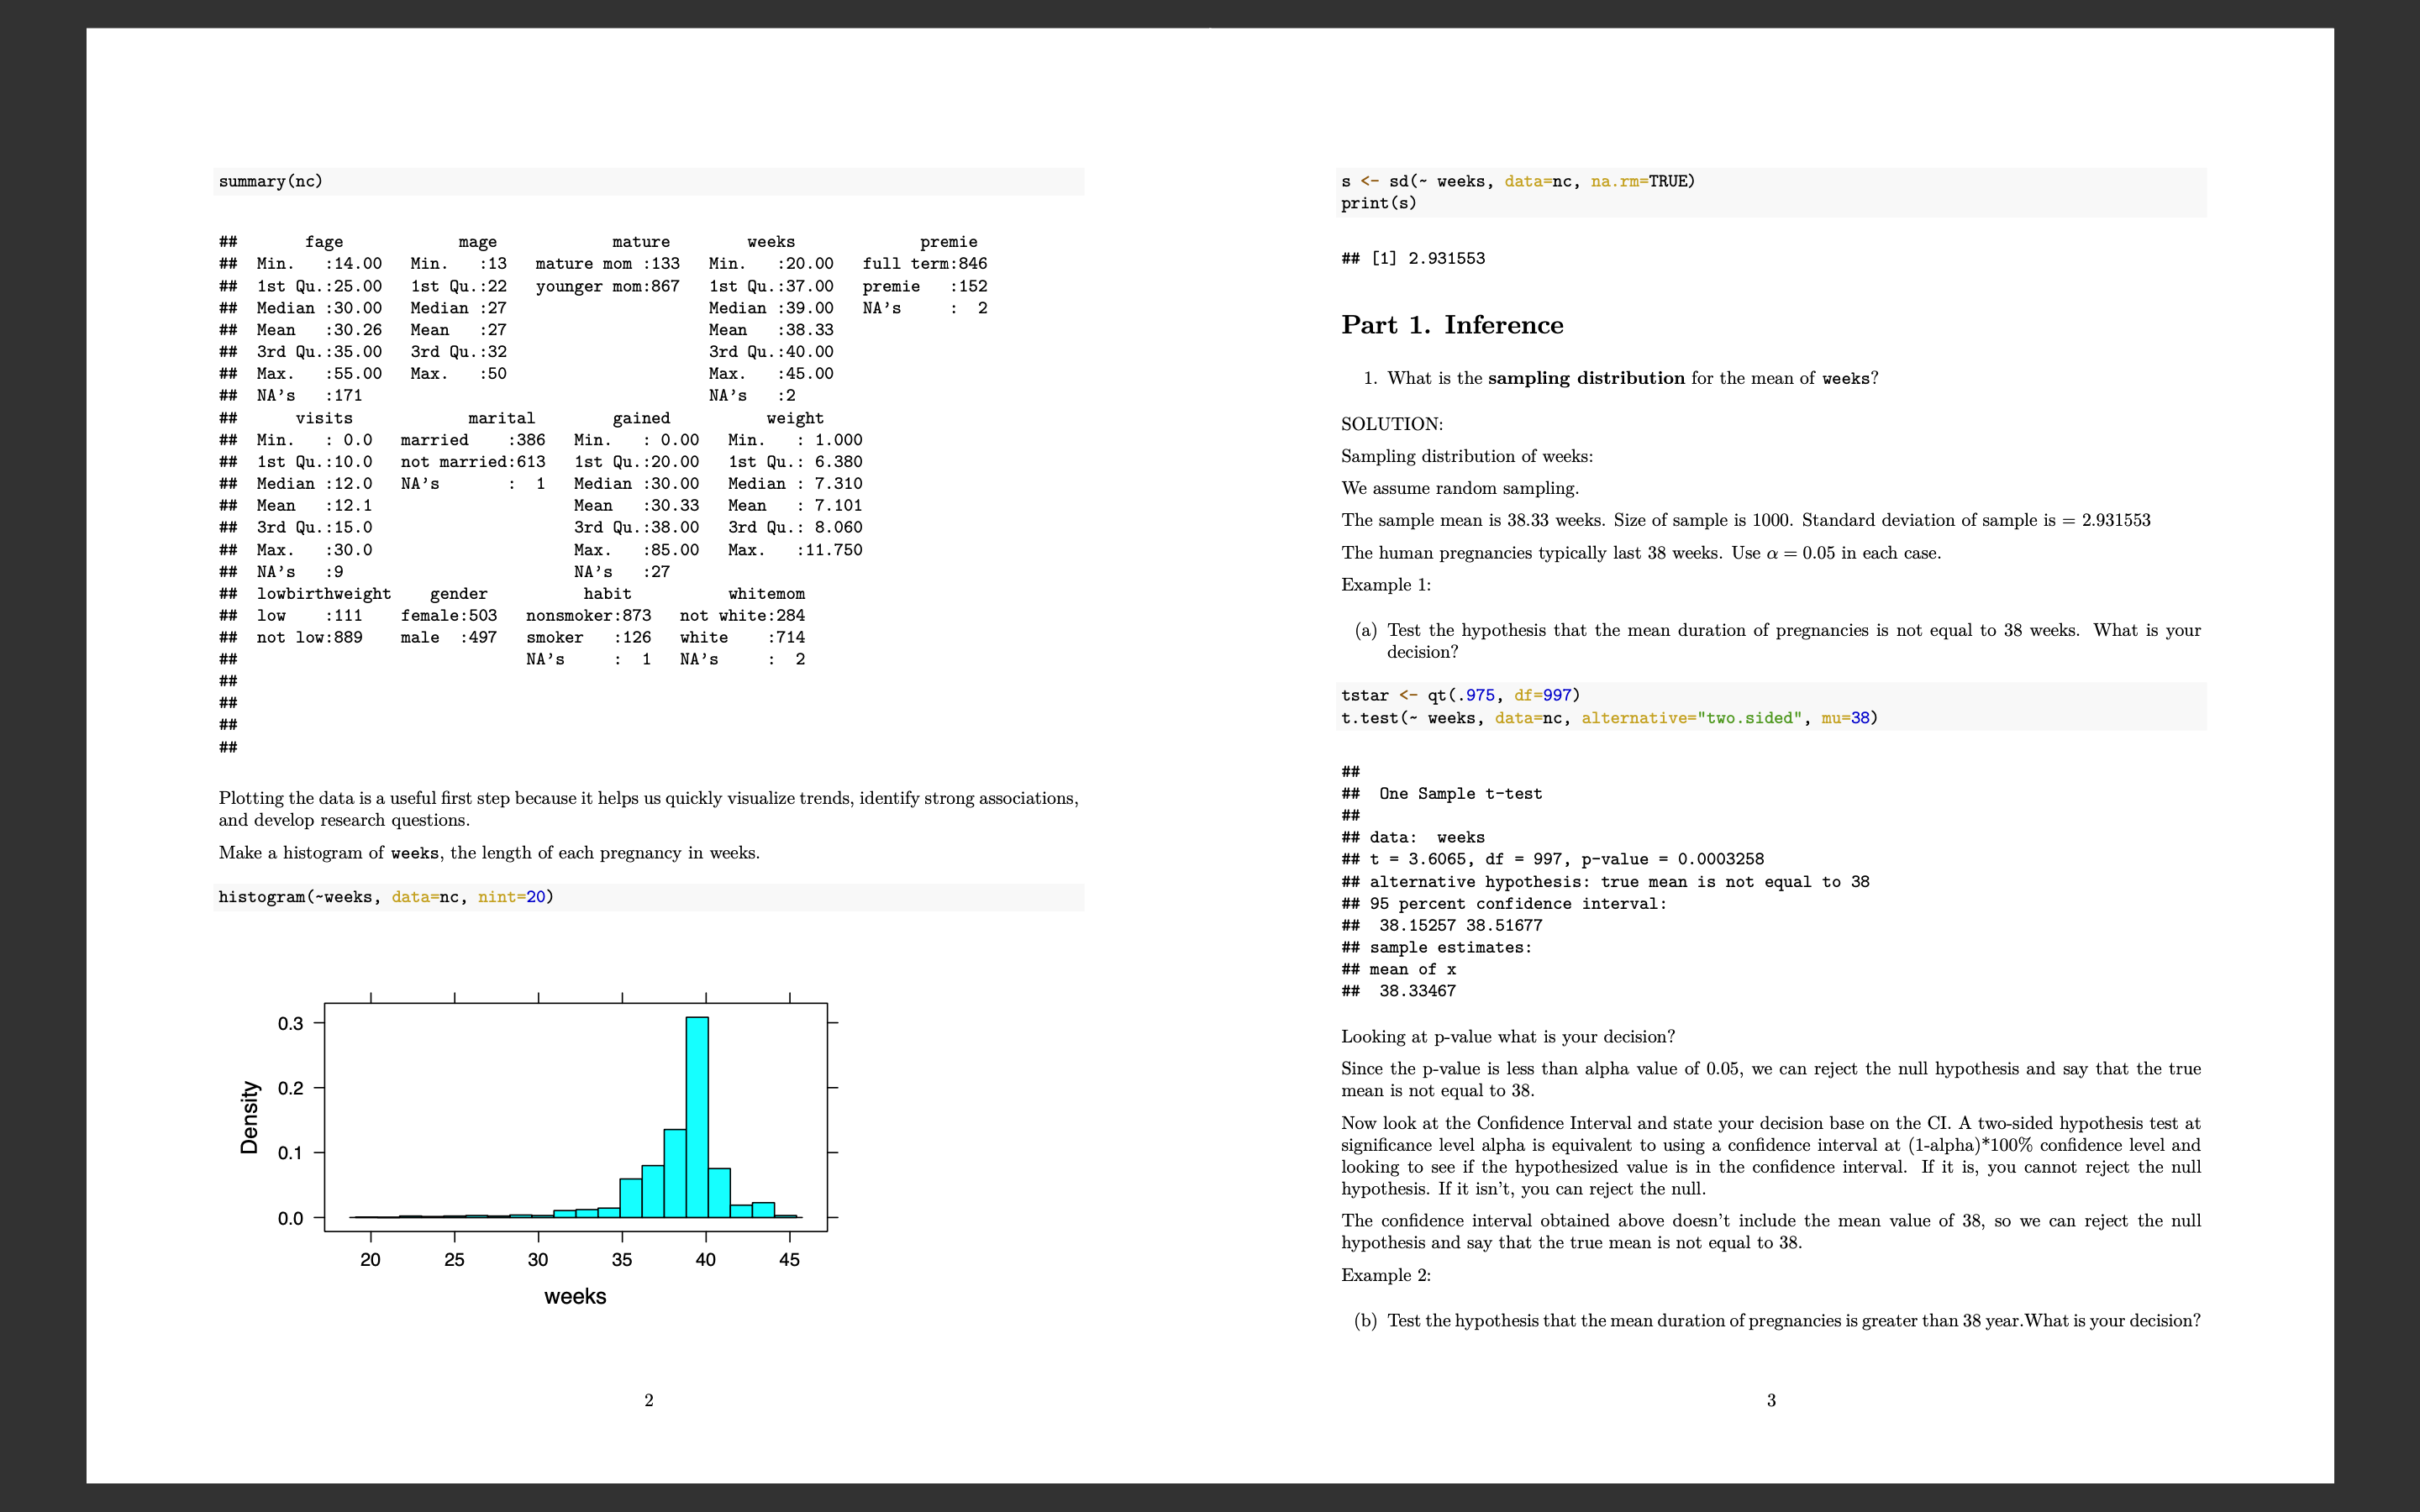 summary(nc)
##       fage            mage            mature        weeks             premie
##  Min.   :14.00   Min.   :13   mature mom :133   Min.   :20.00   full term:846
##  1st Qu.:25.00   1st Qu.:22   younger mom:867   1st Qu.:37.00   premie   :152
##  Median :30.00   Median :27                     Median :39.00   NA's     :  2
##  Mean   :30.26   Mean   :27                     Mean   :38.33
##  3rd Qu.:35.00   3rd Qu.:32                     3rd Qu.:40.00
##  Max.   :55.00   Max.   :50                     Max.   :45.00
##  NA's   :171                                    NA's   :2
##      visits            marital        gained          weight
##  Min.   : 0.0   married    :386   Min.   : 0.00   Min.   : 1.000
##  1st Qu.:10.0   not married:613   1st Qu.:20.00   1st Qu.: 6.380
##  Median :12.0   NA's       :  1   Median :30.00   Median : 7.310
##  Mean   :12.1                     Mean   :30.33   Mean   : 7.101
##  3rd Qu.:15.0                     3rd Qu.:38.00   3rd Qu.: 8.060
##  Max.   :30.0                     Max.   :85.00   Max.   :11.750
##  NA's   :9                        NA's   :27
##  lowbirthweight    gender          habit          whitemom
##  low    :111    female:503   nonsmoker:873   not white:284
##  not low:889    male  :497   smoker   :126   white    :714
##                              NA's     :  1   NA's     :  2
##
##
##
##
Plotting the data is a useful first step because it helps us quickly visualize trends, identify strong associations,
and develop research questions.
Make a histogram of weeks, the length of each pregnancy in weeks.
histogram(~weeks, data=nc, nint=20)
0.3
0.2
0.1
0.0
Density
20 25 30 35 40 45
weeks
2
s <- sd(~ weeks, data=nc, na.rm=TRUE)
print(s)
## [1] 2.931553
Part 1. Inference
1. What is the sampling distribution for the mean of weeks?
SOLUTION:
Sampling distribution of weeks:
We assume random sampling.
The sample mean is 38.33 weeks. Size of sample is 1000. Standard deviation of sample is = 2.931553
The human pregnancies typically last 38 weeks. Use α = 0.05 in each case.
Example 1:
(a) Test the hypothesis that the mean duration of pregnancies is not equal to 38 weeks. What is your
decision?
tstar <- qt(.975, df=997)
t.test(~ weeks, data=nc, alternative="two.sided", mu=38)
##
##  One Sample t-test
##
## data:  weeks
## t = 3.6065, df = 997, p-value = 0.0003258
## alternative hypothesis: true mean is not equal to 38
## 95 percent confidence interval:
##  38.15257 38.51677
## sample estimates:
## mean of x
##  38.33467
Looking at p-value what is your decision?
Since the p-value is less than alpha value of 0.05, we can reject the null hypothesis and say that the true
mean is not equal to 38.
Now look at the Confidence Interval and state your decision base on the CI. A two-sided hypothesis test at
significance level alpha is equivalent to using a confidence interval at (1-alpha)*100% confidence level and
looking to see if the hypothesized value is in the confidence interval. If it is, you cannot reject the null
hypothesis. If it isn't, you can reject the null.
The confidence interval obtained above doesn't include the mean value of 38, so we can reject the null
hypothesis and say that the true mean is not equal to 38.
Example 2:
(b) Test the hypothesis that the mean duration of pregnancies is greater than 38 year.What is your decision?
3